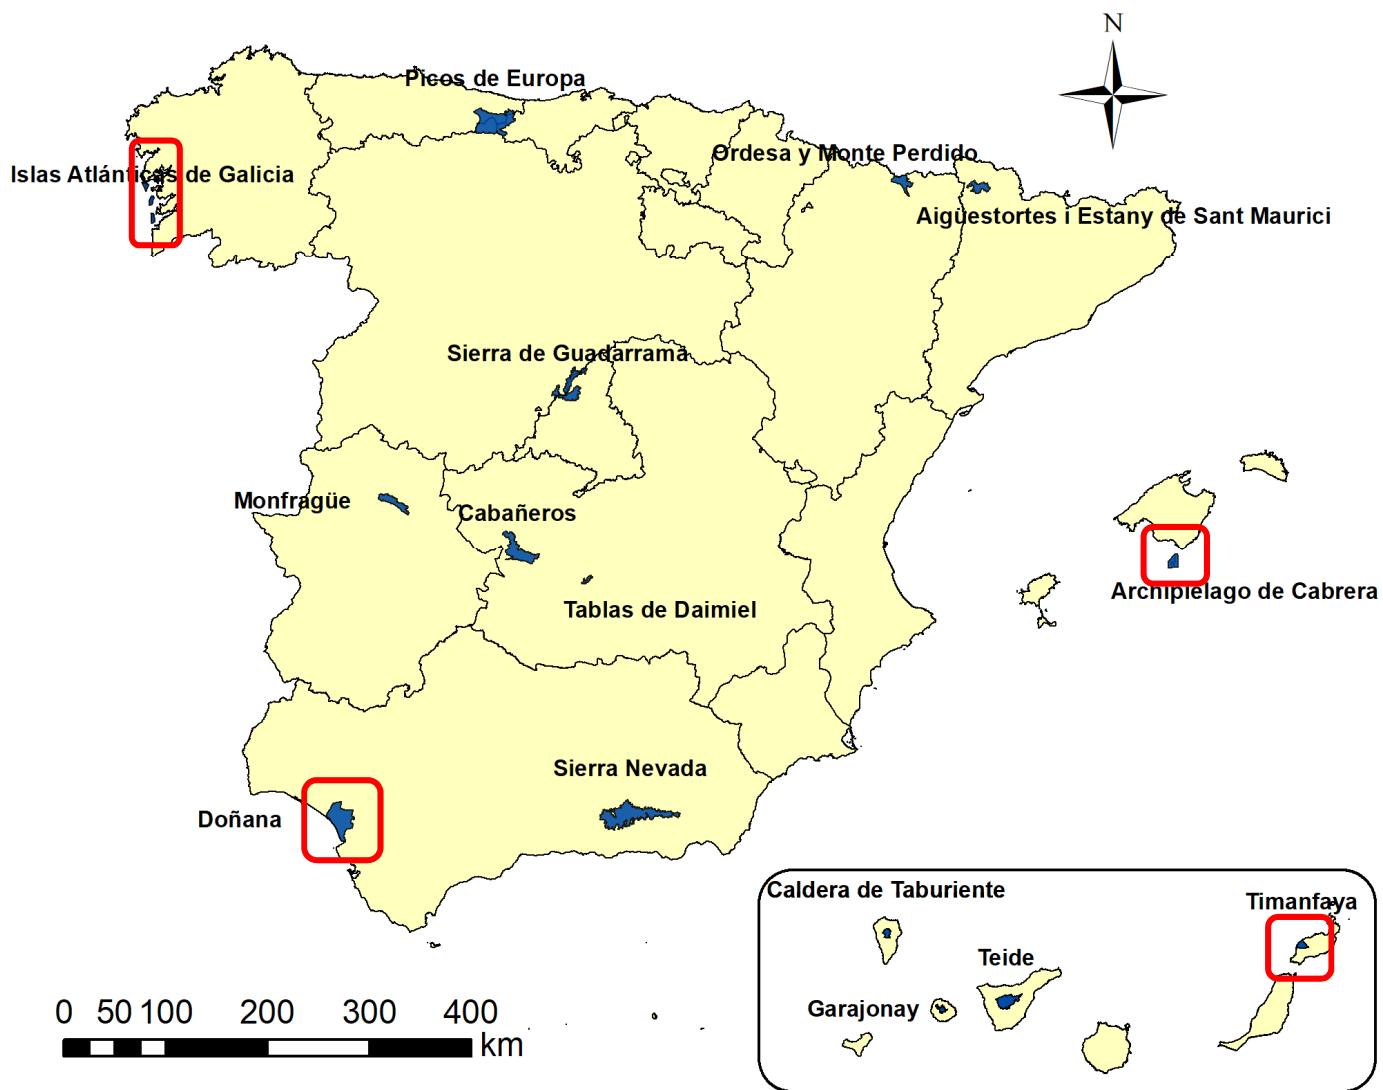 N
Picos de Europa
Ordesa y Monte Perdido
Islas Atlánticas de Galicia
Aigüestortes i Estany de Sant Maurici
Sierra de Guadarrama
Monfragüe
Cabañeros
Archipiélago de Cabrera
Tablas de Daimiel
Sierra Nevada
Doñana
Caldera de Taburiente
Timanfaya
Teide
Garajonay
0 50 100 200 300 400
km